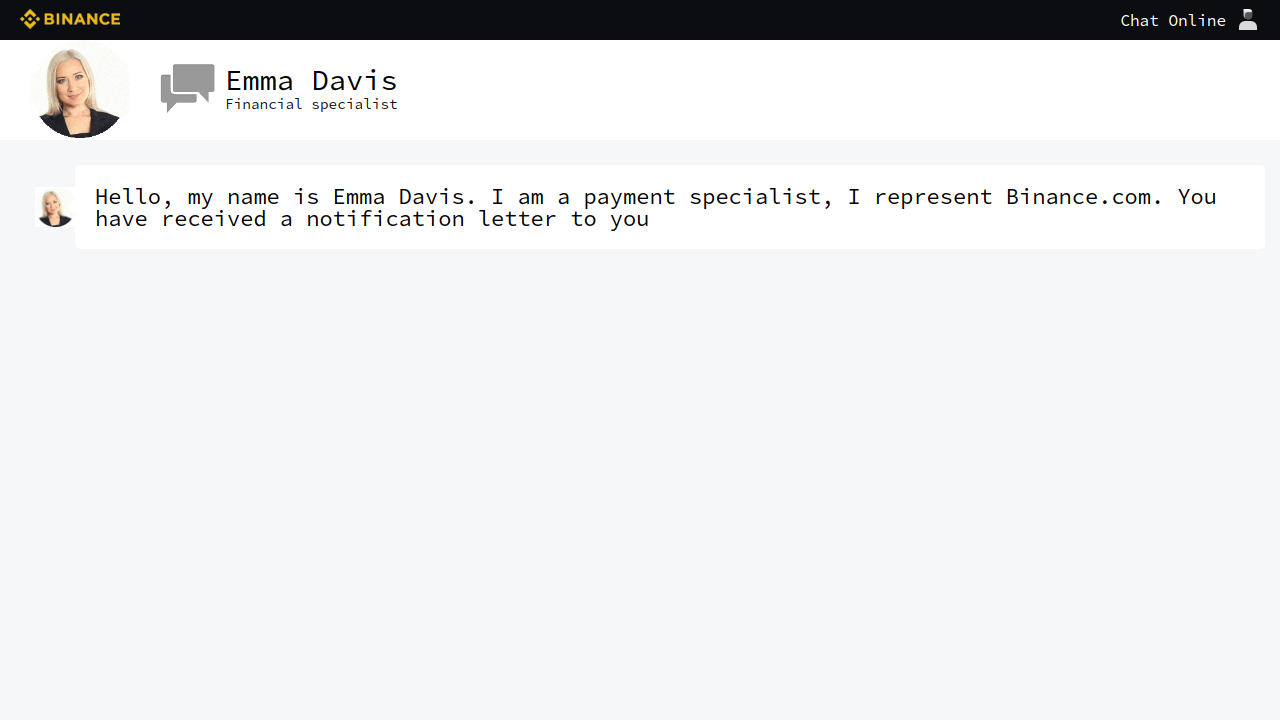 BINANCE
Chat Online
Emma Davis
Financial specialist
Hello, my name is Emma Davis. I am a payment specialist, I represent Binance.com. You
have received a notification letter to you